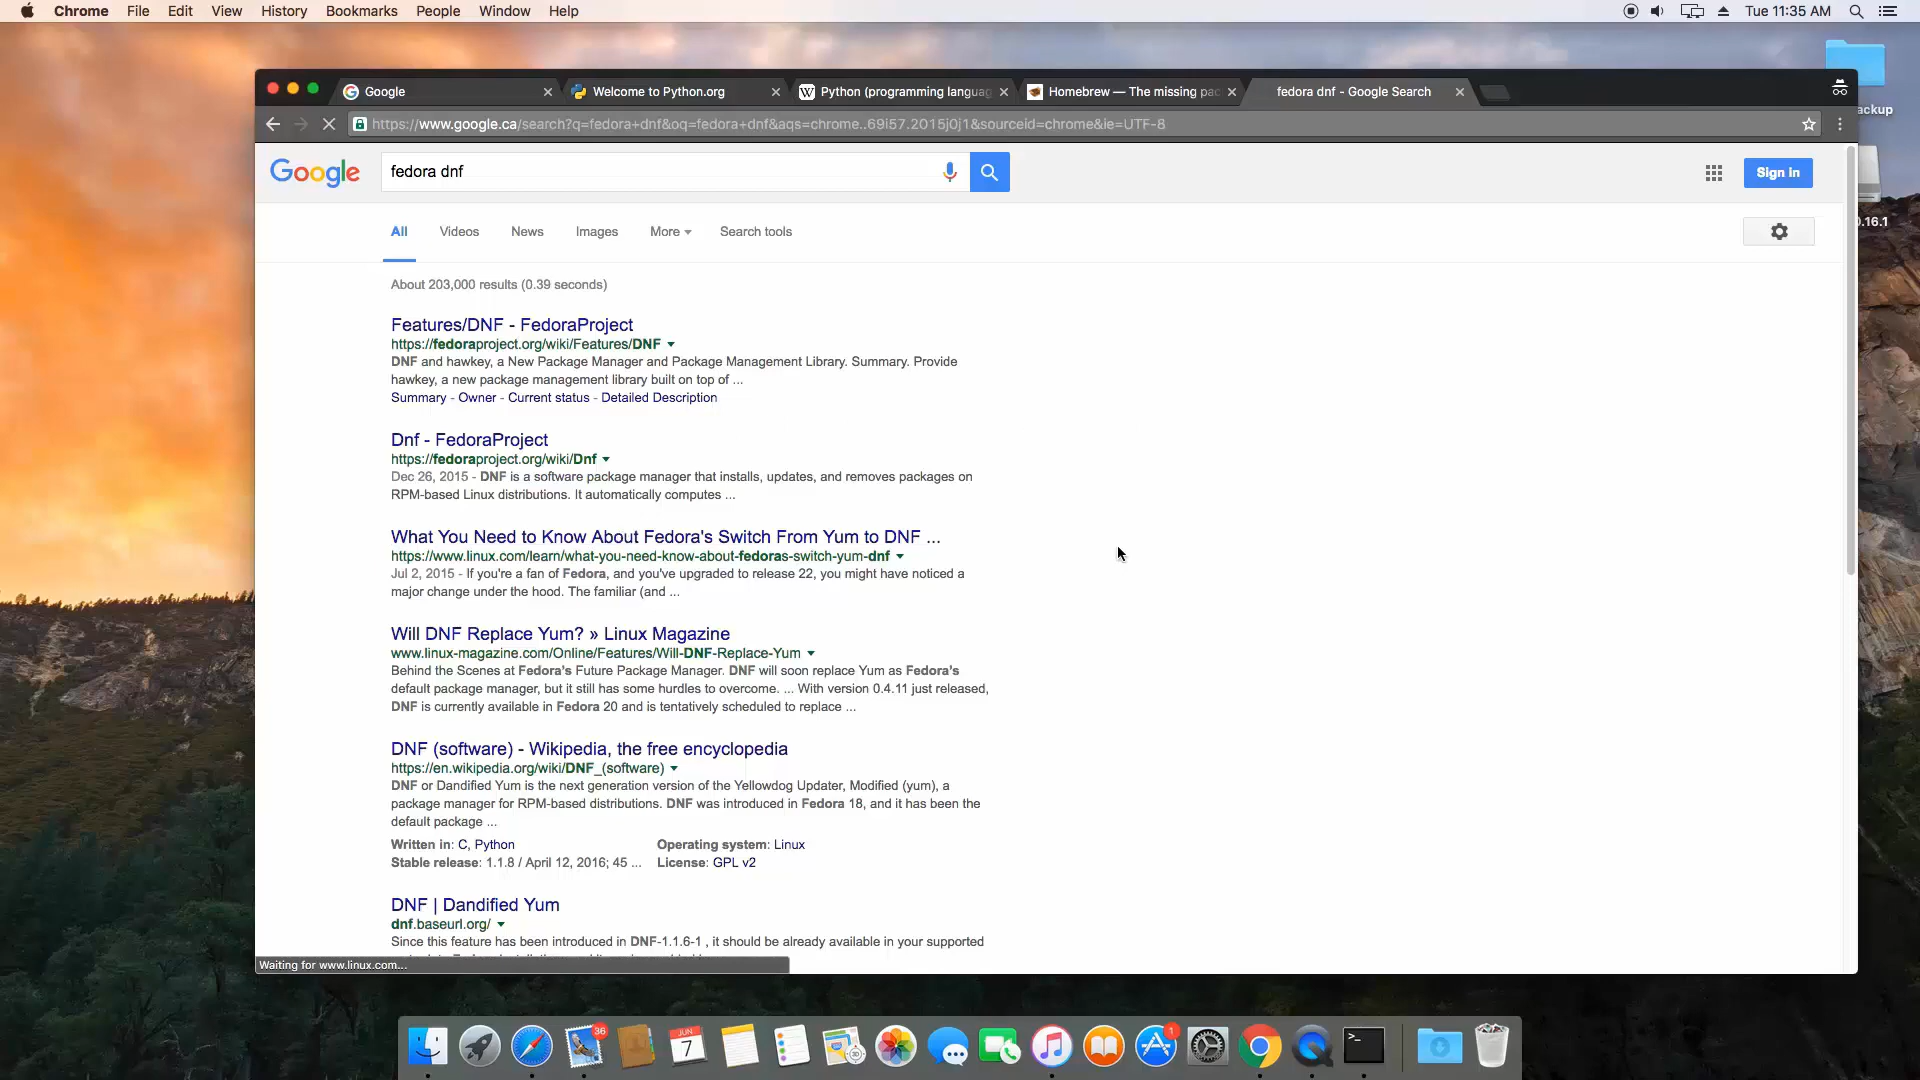 Chrome File Edit View History Bookmarks People Window Help
Tue 11:35 AM
ackup
0.16.1
Google
Welcome to Python.org
Python (programming languag
Homebrew — The missing pac
fedora dnf - Google Search
https://www.google.ca/search?q=fedora+dnf&oq=fedora+dnf&aqs=chrome..69i57.2015j0j1&sourceid=chrome&ie=UTF-8
Google
fedora dnf
Sign in
All Videos News Images More Search tools
About 203,000 results (0.39 seconds)
Features/DNF - FedoraProject
https://fedoraproject.org/wiki/Features/DNF
DNF and hawkey, a New Package Manager and Package Management Library. Summary. Provide
hawkey, a new package management library built on top of ...
Summary - Owner - Current status - Detailed Description
Dnf - FedoraProject
https://fedoraproject.org/wiki/Dnf
Dec 26, 2015 - DNF is a software package manager that installs, updates, and removes packages on
RPM-based Linux distributions. It automatically computes ...
What You Need to Know About Fedora's Switch From Yum to DNF ...
https://www.linux.com/learn/what-you-need-know-about-fedoras-switch-yum-dnf
Jul 2, 2015 - If you're a fan of Fedora, and you've upgraded to release 22, you might have noticed a
major change under the hood. The familiar (and ...
Will DNF Replace Yum? » Linux Magazine
www.linux-magazine.com/Online/Features/Will-DNF-Replace-Yum
Behind the Scenes at Fedora's Future Package Manager. DNF will soon replace Yum as Fedora's
default package manager, but it still has some hurdles to overcome. ... With version 0.4.11 just released,
DNF is currently available in Fedora 20 and is tentatively scheduled to replace ...
DNF (software) - Wikipedia, the free encyclopedia
https://en.wikipedia.org/wiki/DNF_(software)
DNF or Dandified Yum is the next generation version of the Yellowdog Updater, Modified (yum), a
package manager for RPM-based distributions. DNF was introduced in Fedora 18, and it has been the
default package ...
Written in: C, Python Operating system: Linux
Stable release: 1.1.8 / April 12, 2016; 45 ... License: GPL v2
DNF | Dandified Yum
dnf.baseurl.org/
Since this feature has been introduced in DNF-1.1.6-1 , it should be already available in your supported
Waiting for www.linux.com...
36
JUN
7
1